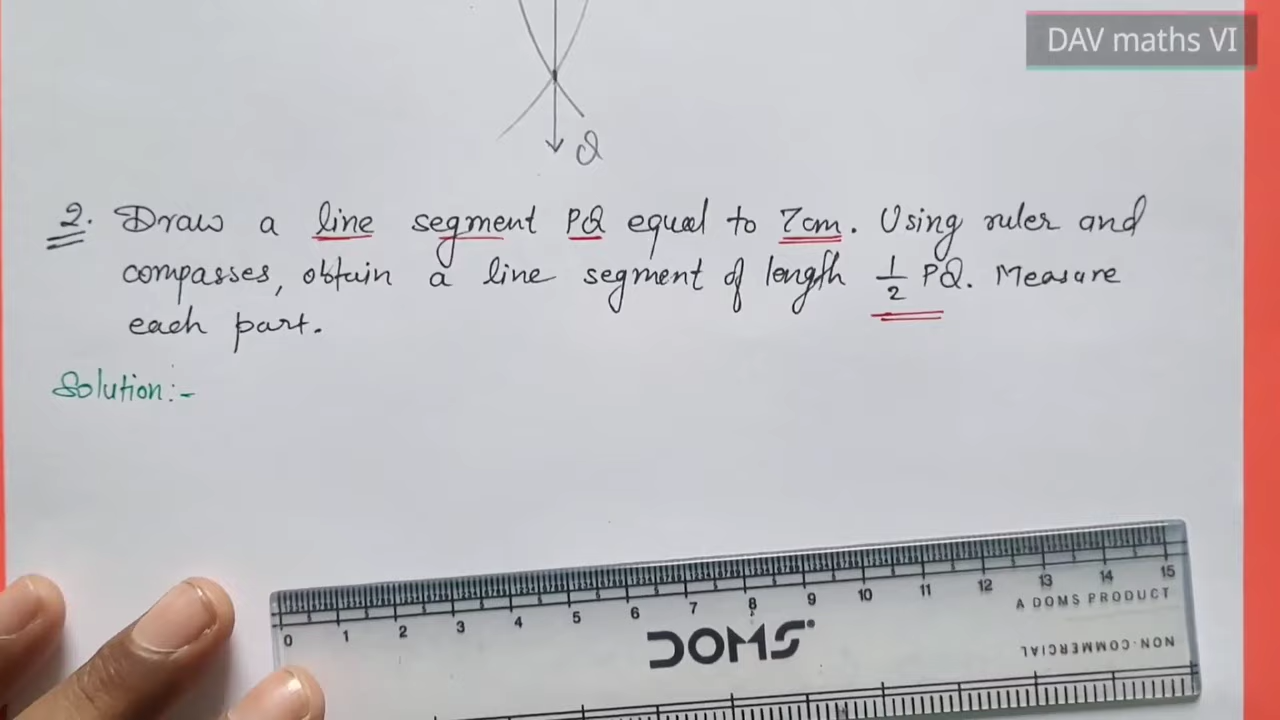 DAV maths VI
Q
2. Draw a line segment PQ equal to 7cm. Using ruler and
compasses, obtain a line segment of length 1/2 PQ. Measure
each part.
Solution:-
0 1 2 3 4 5 6 7 8 9 10 11 12 13 14 15
A DOMS PRODUCT
DOMS
NON-COMMERCIAL